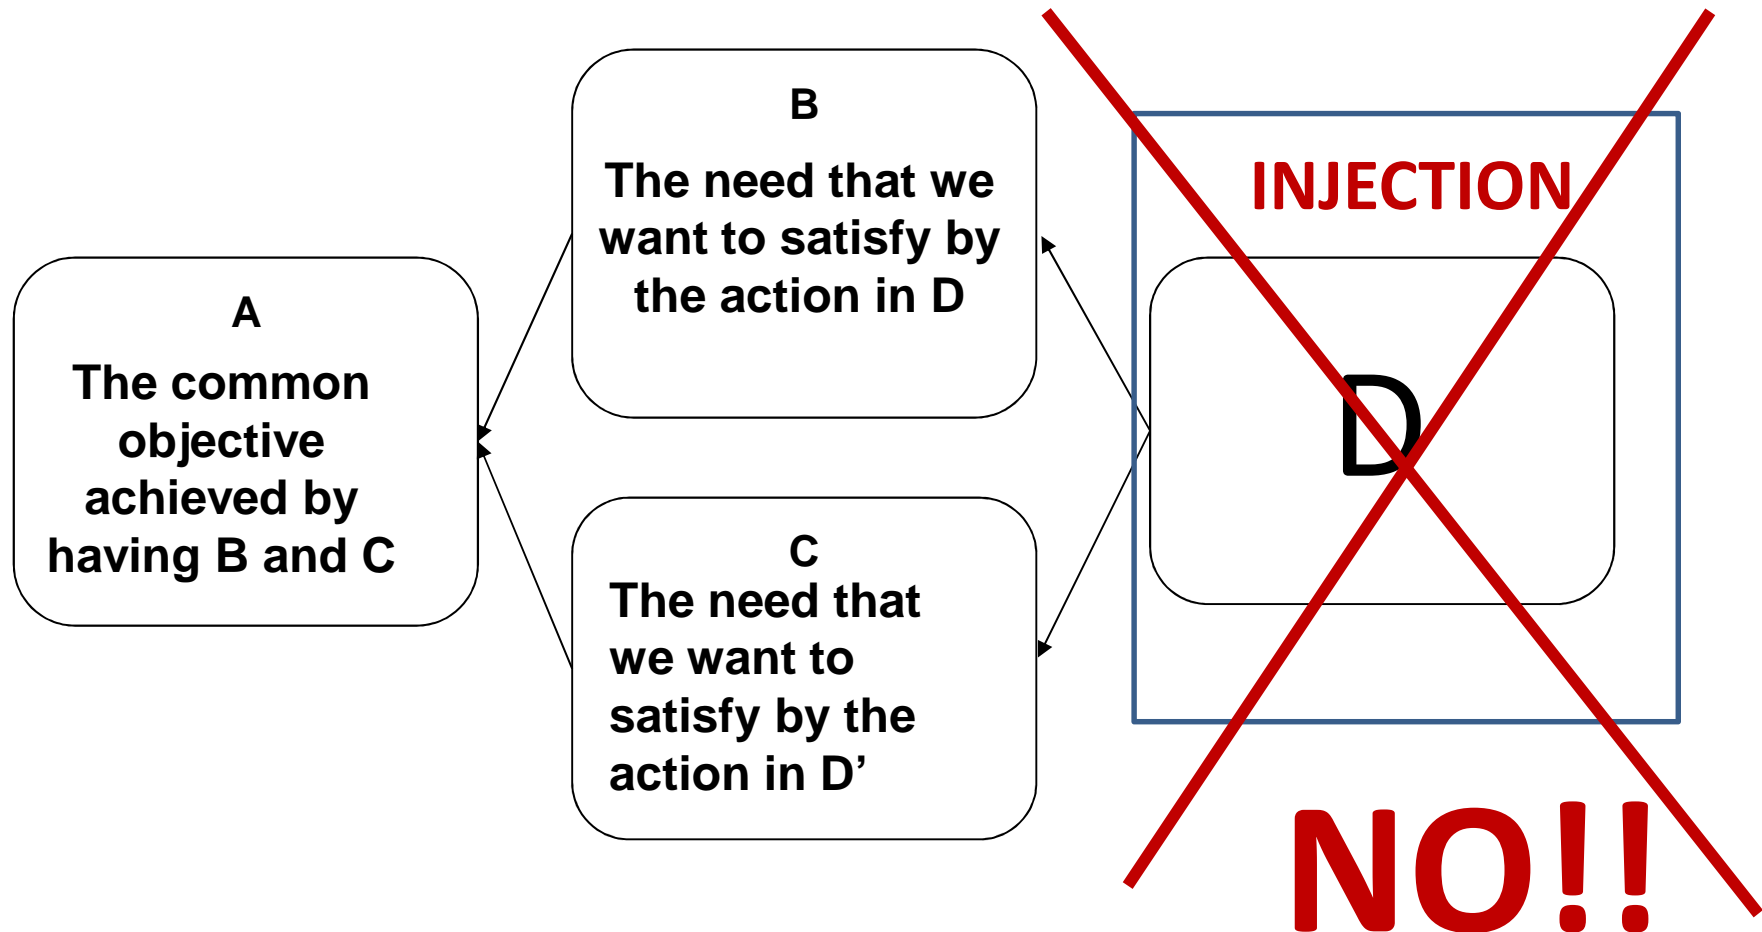 A
The common
objective
achieved by
having B and C
B
The need that we
want to satisfy by
the action in D
C
The need that
we want to
satisfy by the
action in D’
INJECTION
D
NO!!